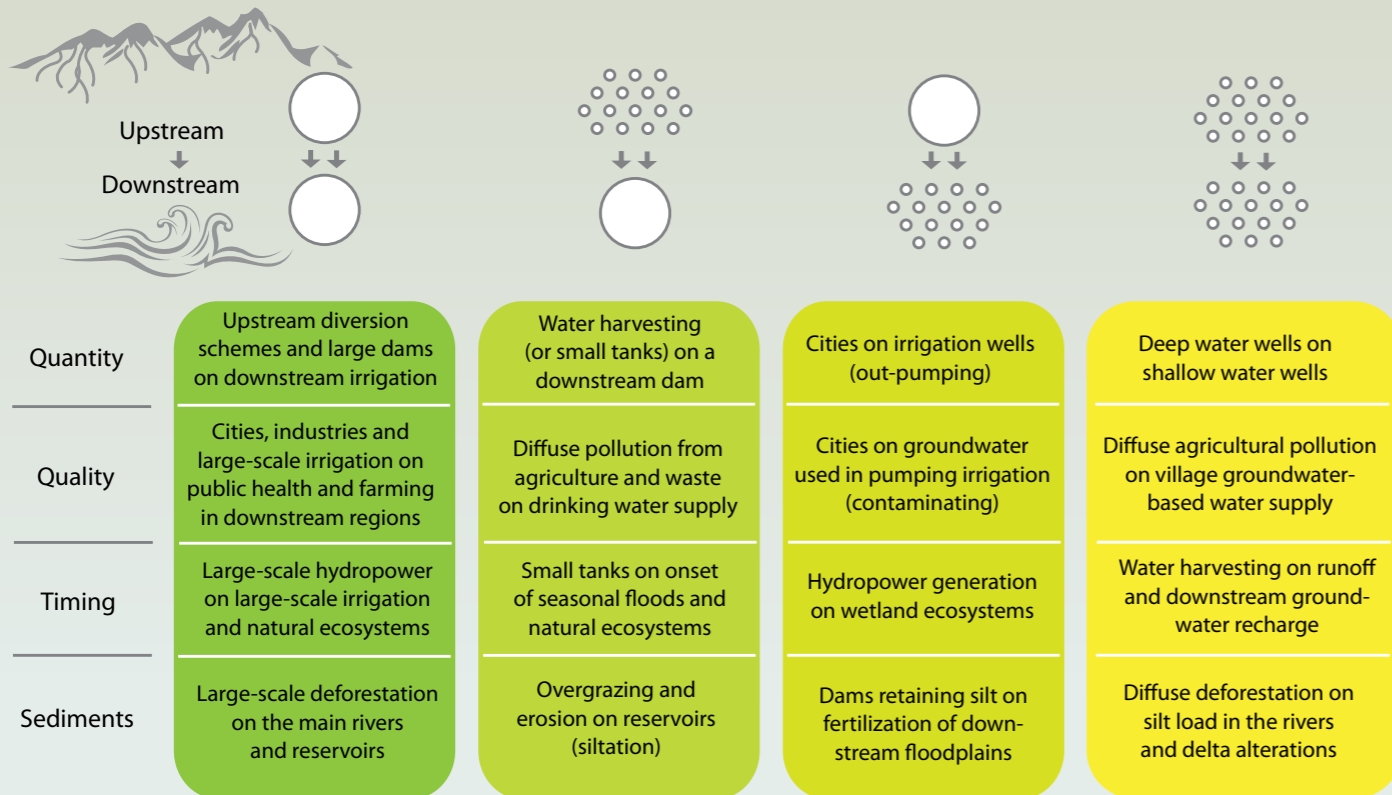 Upstream
Downstream
Quantity
Upstream diversion
schemes and large dams
on downstream irrigation
Water harvesting
(or small tanks) on a
downstream dam
Cities on irrigation wells
(out-pumping)
Deep water wells on
shallow water wells
Quality
Cities, industries and
large-scale irrigation on
public health and farming
in downstream regions
Diffuse pollution from
agriculture and waste
on drinking water supply
Cities on groundwater
used in pumping irrigation
(contaminating)
Diffuse agricultural pollution
on village groundwater-
based water supply
Timing
Large-scale hydropower
on large-scale irrigation
and natural ecosystems
Small tanks on onset
of seasonal floods and
natural ecosystems
Hydropower generation
on wetland ecosystems
Water harvesting on runoff
and downstream ground-
water recharge
Sediments
Large-scale deforestation
on the main rivers
and reservoirs
Overgrazing and
erosion on reservoirs
(siltation)
Dams retaining silt on
fertilization of down-
stream floodplains
Diffuse deforestation on
silt load in the rivers
and delta alterations